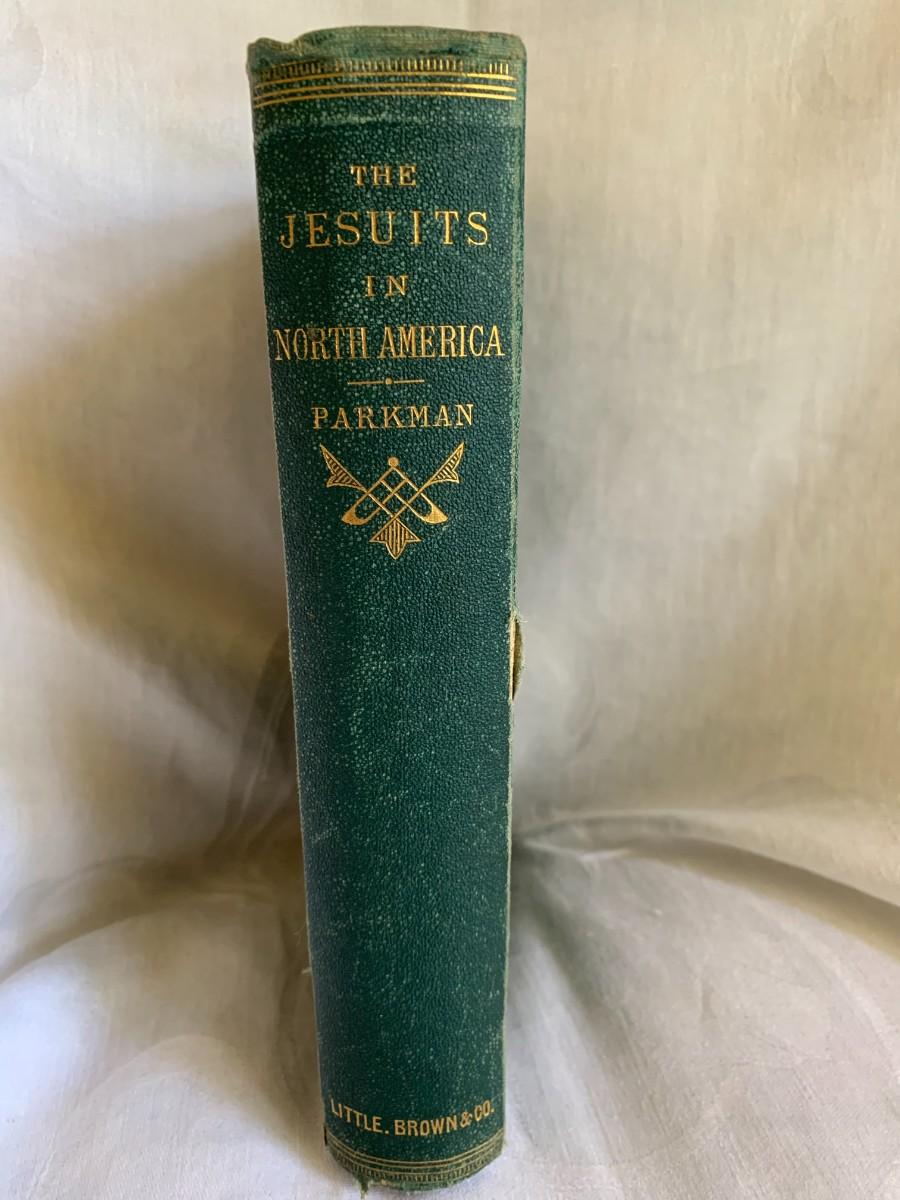 THE
JESUITS
IN
NORTH AMERICA
PARKMAN
LITTLE. BROWN & CO.